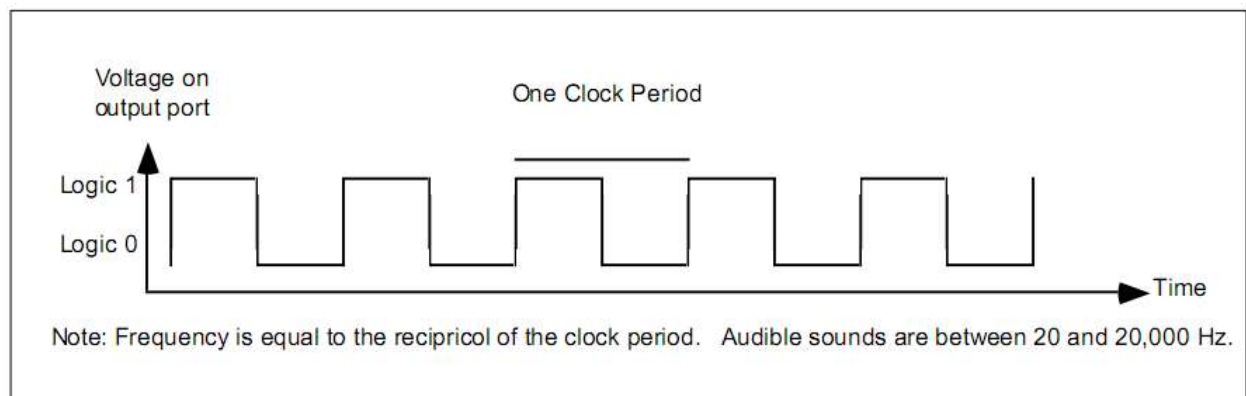 Voltage on
output port
One Clock Period
Logic 1
Logic 0
Time
Note: Frequency is equal to the recipricol of the clock period. Audible sounds are between 20 and 20,000 Hz.